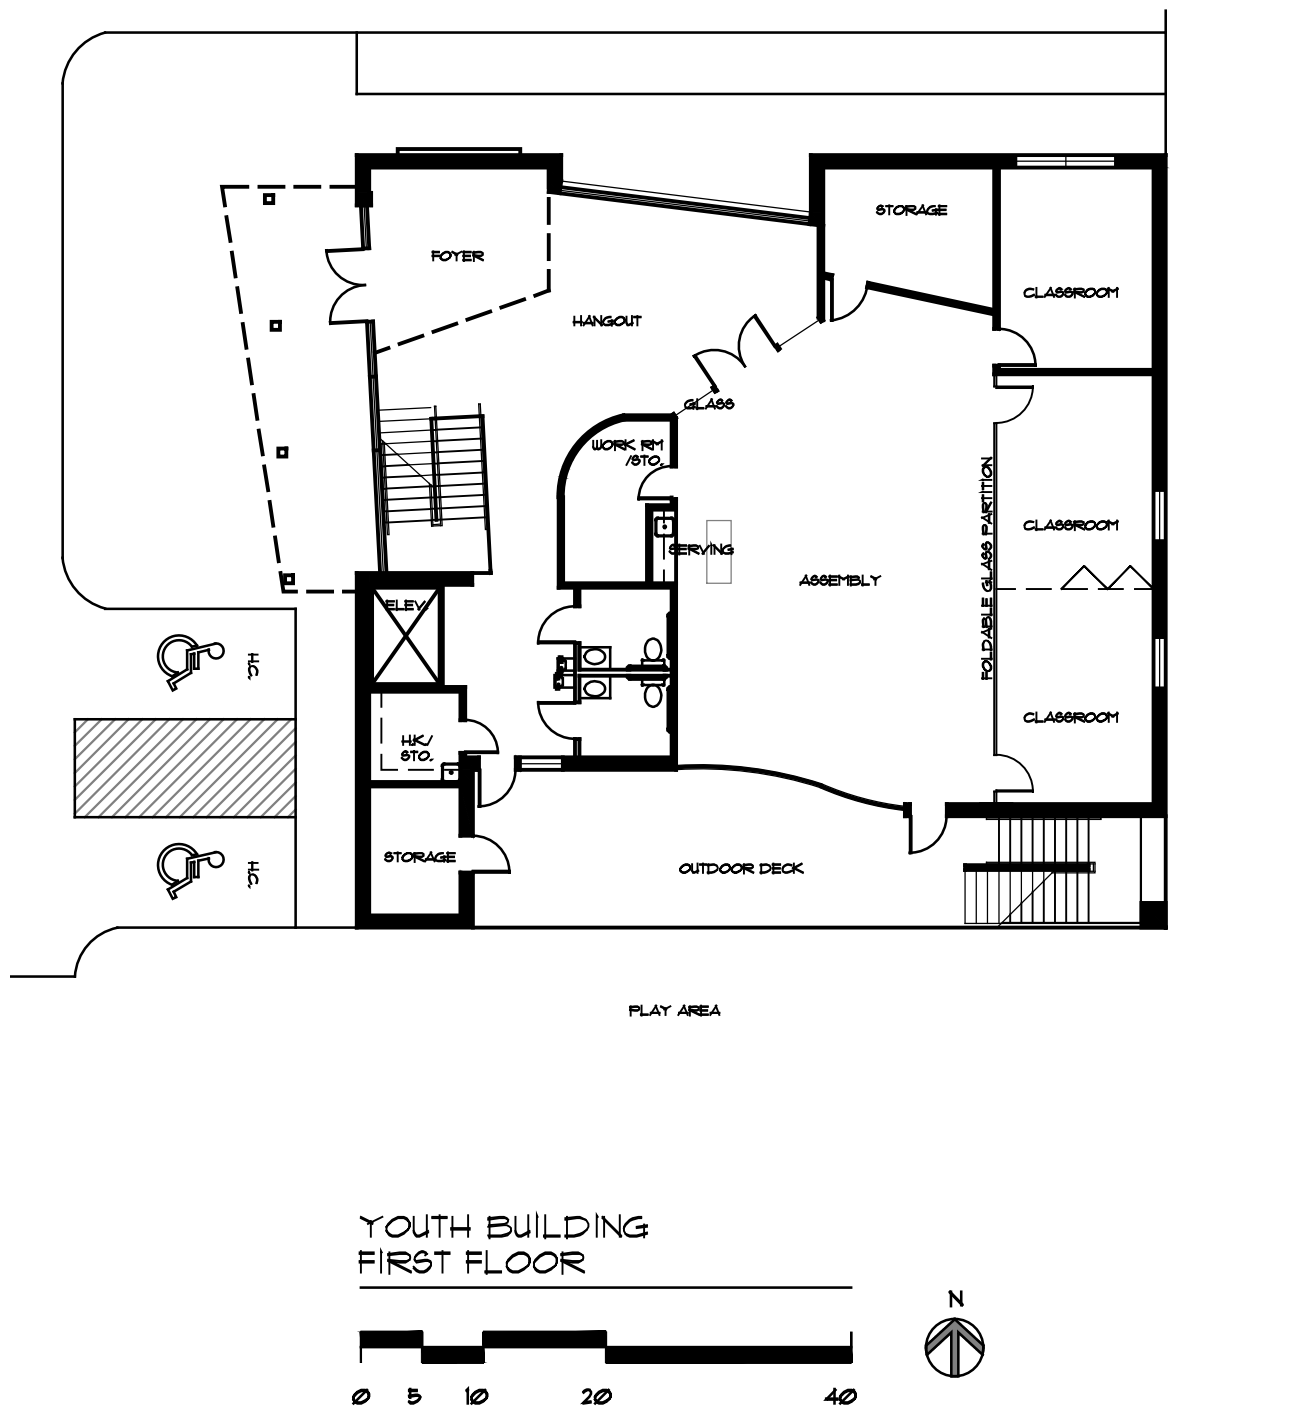 STORAGE
FOYER
CLASSROOM
HANGOUT
GLASS
WORK RM
/STO.
FOLDABLE GLASS PARTITION
CLASSROOM
SERVING
ASSEMBLY
ELEV.
H.C.
CLASSROOM
H.K./
STO.
STORAGE
OUTDOOR DECK
H.C.
PLAY AREA
YOUTH BUILDING
FIRST FLOOR
N
0 5 10 20 40